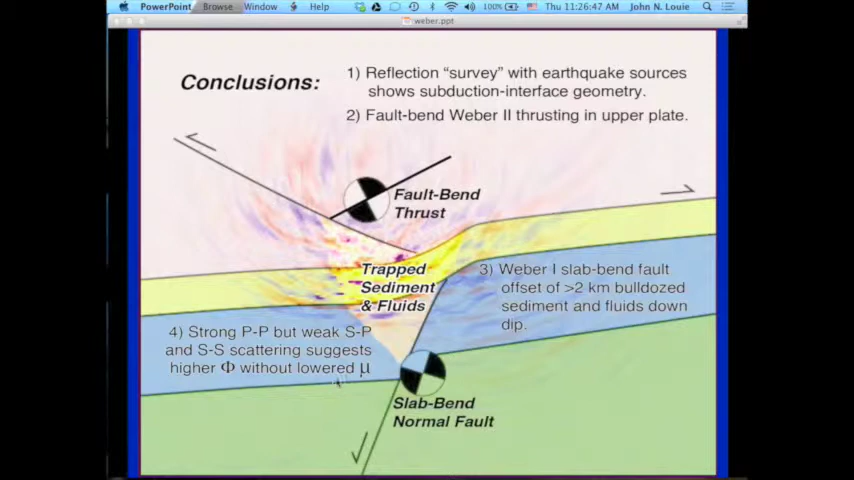 PowerPoint Browse Window Help 100% Thu 11:26:47 AM John N. Louie
weber.ppt
Conclusions:
1) Reflection “survey” with earthquake sources
shows subduction-interface geometry.
2) Fault-bend Weber II thrusting in upper plate.
Fault-Bend
Thrust
Trapped
Sediment
& Fluids
3) Weber I slab-bend fault
offset of >2 km bulldozed
sediment and fluids down
dip.
4) Strong P-P but weak S-P
and S-S scattering suggests
higher Φ without lowered μ
Slab-Bend
Normal Fault